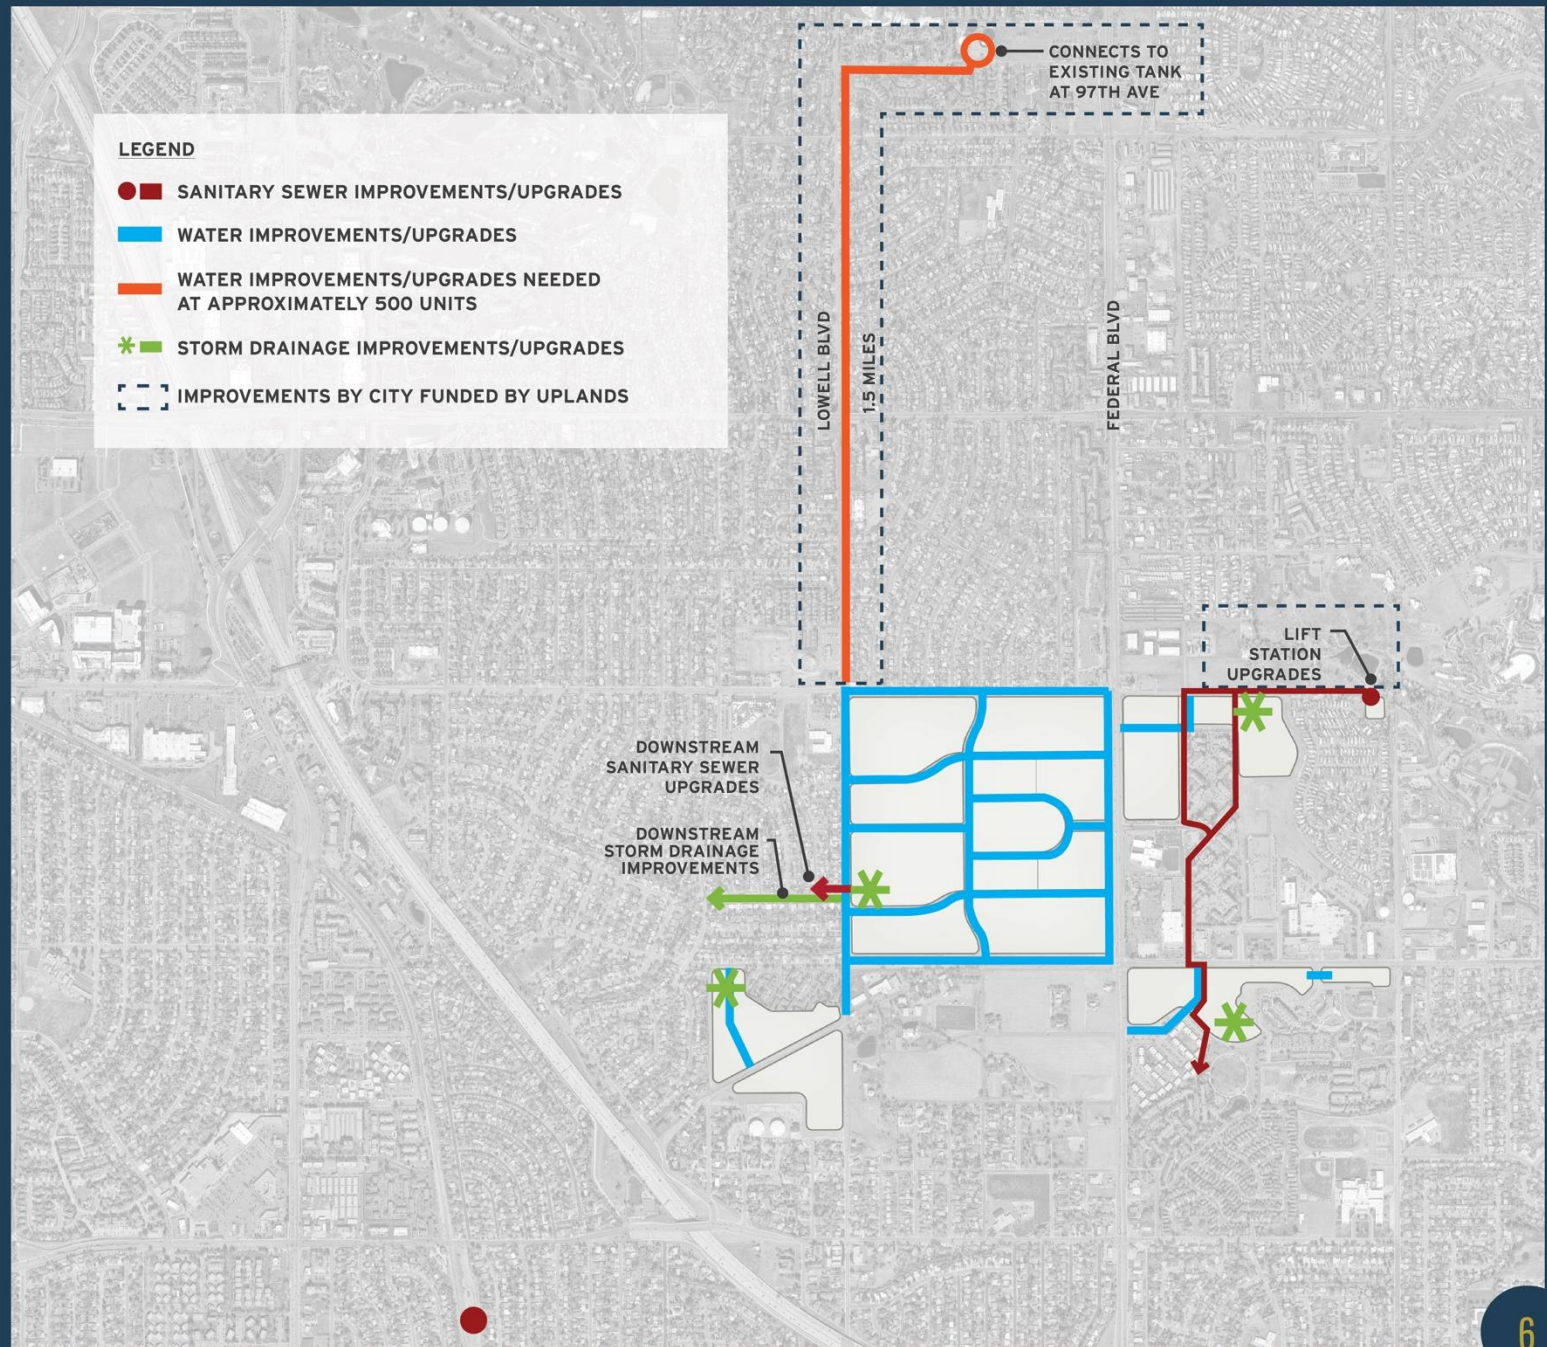 CONNECTS TO
EXISTING TANK
AT 97TH AVE
LEGEND
SANITARY SEWER IMPROVEMENTS/UPGRADES
WATER IMPROVEMENTS/UPGRADES
WATER IMPROVEMENTS/UPGRADES NEEDED
AT APPROXIMATELY 500 UNITS
STORM DRAINAGE IMPROVEMENTS/UPGRADES
IMPROVEMENTS BY CITY FUNDED BY UPLANDS
LOWELL BLVD
1.5 MILES
FEDERAL BLVD
LIFT
STATION
UPGRADES
DOWNSTREAM
SANITARY SEWER
UPGRADES
DOWNSTREAM
STORM DRAINAGE
IMPROVEMENTS
6